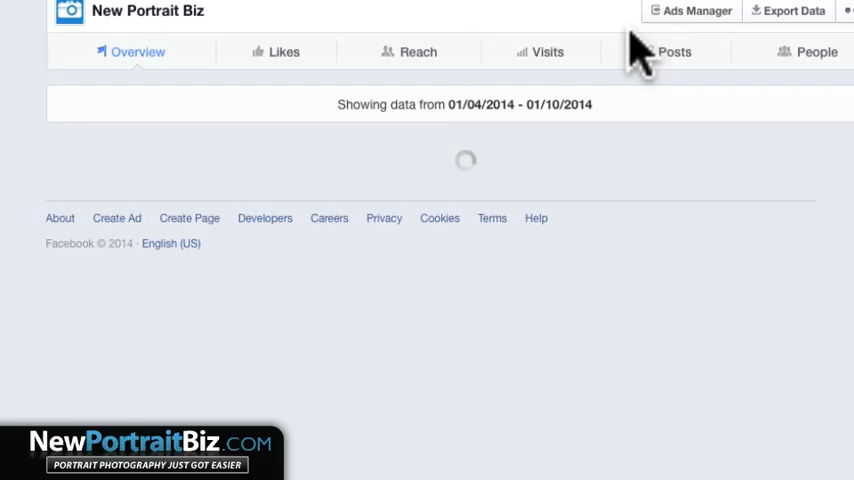 New Portrait Biz
Ads Manager
Export Data
Overview
Likes
Reach
Visits
Posts
People
Showing data from 01/04/2014 - 01/10/2014
About Create Ad Create Page Developers Careers Privacy Cookies Terms Help
Facebook © 2014 · English (US)
NewPortraitBiz.COM
PORTRAIT PHOTOGRAPHY JUST GOT EASIER